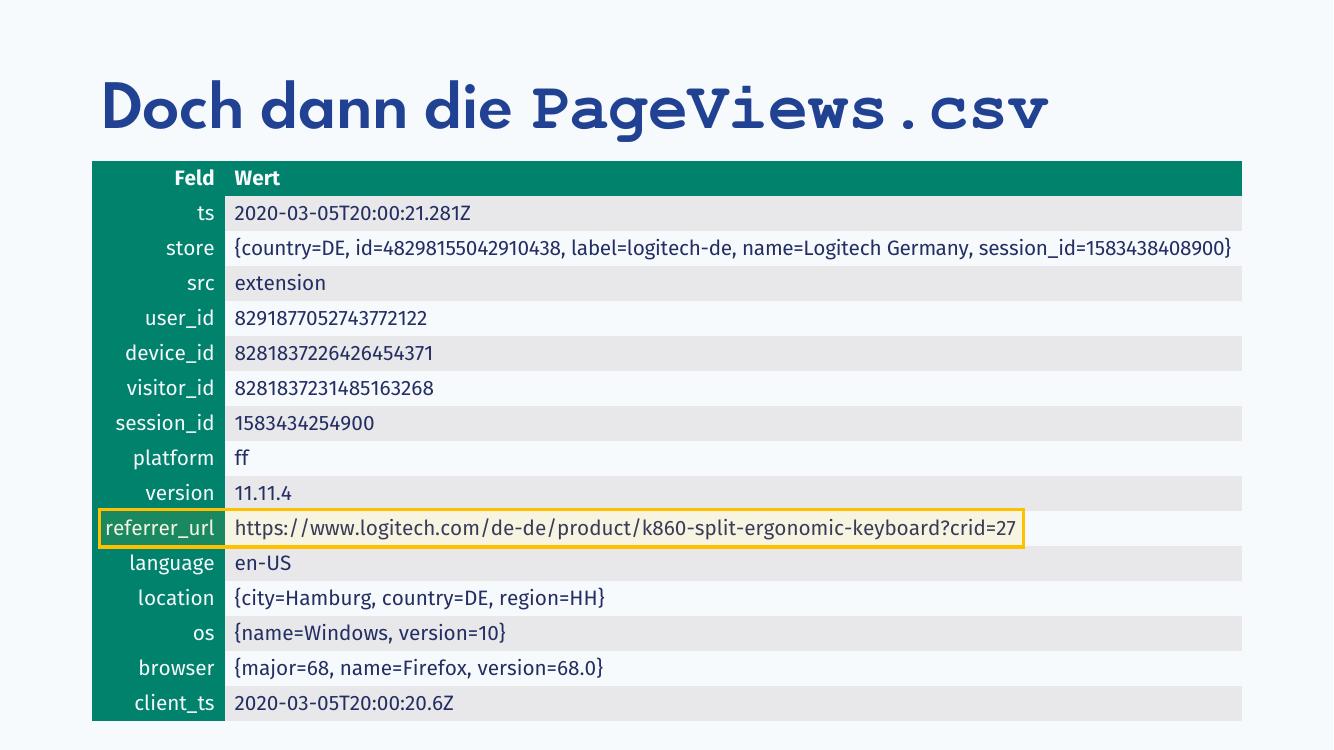 Doch dann die PageViews.csv
Feld Wert
ts 2020-03-05T20:00:21.281Z
store {country=DE, id=48298155042910438, label=logitech-de, name=Logitech Germany, session_id=1583438408900}
src extension
user_id 8291877052743772122
device_id 8281837226426454371
visitor_id 8281837231485163268
session_id 1583434254900
platform ff
version 11.11.4
referrer_url https://www.logitech.com/de-de/product/k860-split-ergonomic-keyboard?crid=27
language en-US
location {city=Hamburg, country=DE, region=HH}
os {name=Windows, version=10}
browser {major=68, name=Firefox, version=68.0}
client_ts 2020-03-05T20:00:20.6Z